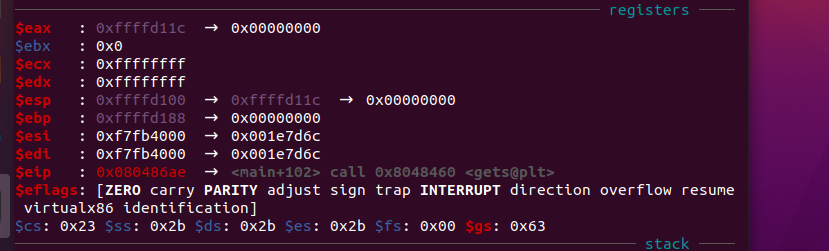 registers
$eax : 0xffffd11c → 0x00000000
$ebx : 0x0
$ecx : 0xffffffff
$edx : 0xffffffff
$esp : 0xffffd100 → 0xffffd11c → 0x00000000
$ebp : 0xffffd188 → 0x00000000
$esi : 0xf7fb4000 → 0x001e7d6c
$edi : 0xf7fb4000 → 0x001e7d6c
$eip : 0x080486ae → <main+102> call 0x8048460 <gets@plt>
$eflags: [ZERO carry PARITY adjust sign trap INTERRUPT direction overflow resume
virtualx86 identification]
$cs: 0x23 $ss: 0x2b $ds: 0x2b $es: 0x2b $fs: 0x00 $gs: 0x63
stack